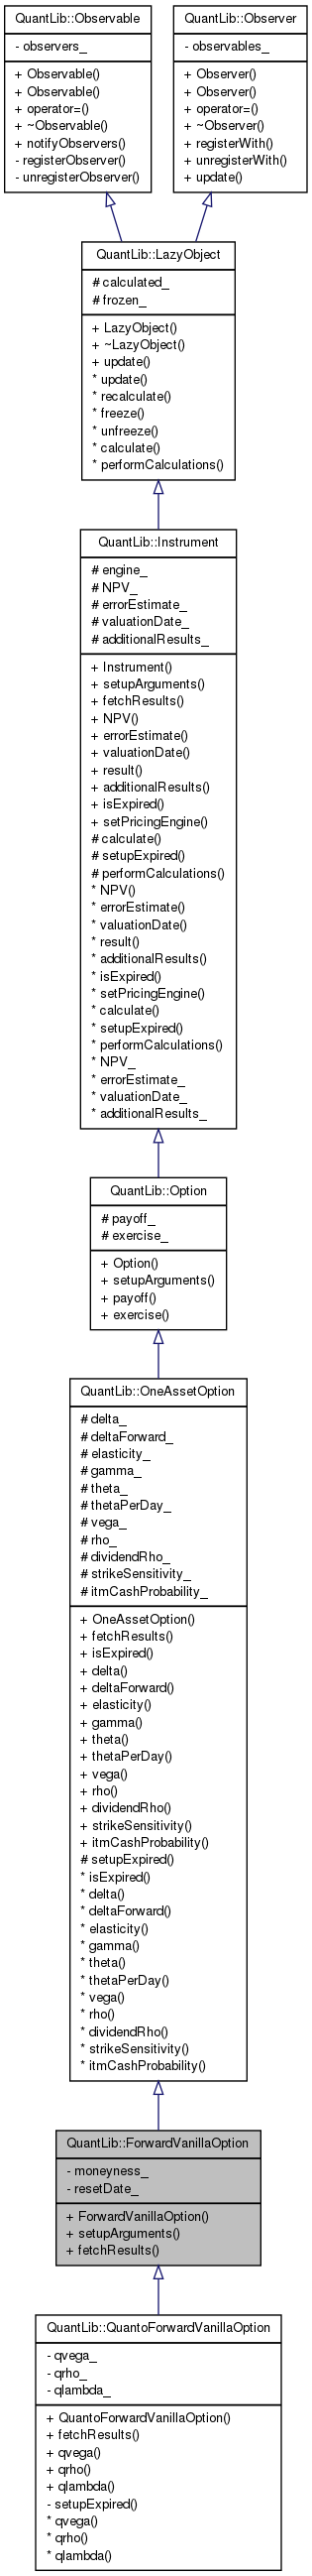 QuantLib::Observable
- observers_
+ Observable()
+ Observable()
+ operator=()
+ ~Observable()
+ notifyObservers()
- registerObserver()
- unregisterObserver()
QuantLib::Observer
- observables_
+ Observer()
+ Observer()
+ operator=()
+ ~Observer()
+ registerWith()
+ unregisterWith()
+ update()
QuantLib::LazyObject
# calculated_
# frozen_
+ LazyObject()
+ ~LazyObject()
+ update()
* update()
* recalculate()
* freeze()
* unfreeze()
* calculate()
* performCalculations()
QuantLib::Instrument
# engine_
# NPV_
# errorEstimate_
# valuationDate_
# additionalResults_
+ Instrument()
+ setupArguments()
+ fetchResults()
+ NPV()
+ errorEstimate()
+ valuationDate()
+ result()
+ additionalResults()
+ isExpired()
+ setPricingEngine()
# calculate()
# setupExpired()
# performCalculations()
* NPV()
* errorEstimate()
* valuationDate()
* result()
* additionalResults()
* isExpired()
* setPricingEngine()
* calculate()
* setupExpired()
* performCalculations()
* NPV_
* errorEstimate_
* valuationDate_
* additionalResults_
QuantLib::Option
# payoff_
# exercise_
+ Option()
+ setupArguments()
+ payoff()
+ exercise()
QuantLib::OneAssetOption
# delta_
# deltaForward_
# elasticity_
# gamma_
# theta_
# thetaPerDay_
# vega_
# rho_
# dividendRho_
# strikeSensitivity_
# itmCashProbability_
+ OneAssetOption()
+ fetchResults()
+ isExpired()
+ delta()
+ deltaForward()
+ elasticity()
+ gamma()
+ theta()
+ thetaPerDay()
+ vega()
+ rho()
+ dividendRho()
+ strikeSensitivity()
+ itmCashProbability()
# setupExpired()
* isExpired()
* delta()
* deltaForward()
* elasticity()
* gamma()
* theta()
* thetaPerDay()
* vega()
* rho()
* dividendRho()
* strikeSensitivity()
* itmCashProbability()
QuantLib::ForwardVanillaOption
- moneyness_
- resetDate_
+ ForwardVanillaOption()
+ setupArguments()
+ fetchResults()
QuantLib::QuantoForwardVanillaOption
- qvega_
- qrho_
- qlambda_
+ QuantoForwardVanillaOption()
+ fetchResults()
+ qvega()
+ qrho()
+ qlambda()
- setupExpired()
* qvega()
* qrho()
* qlambda()